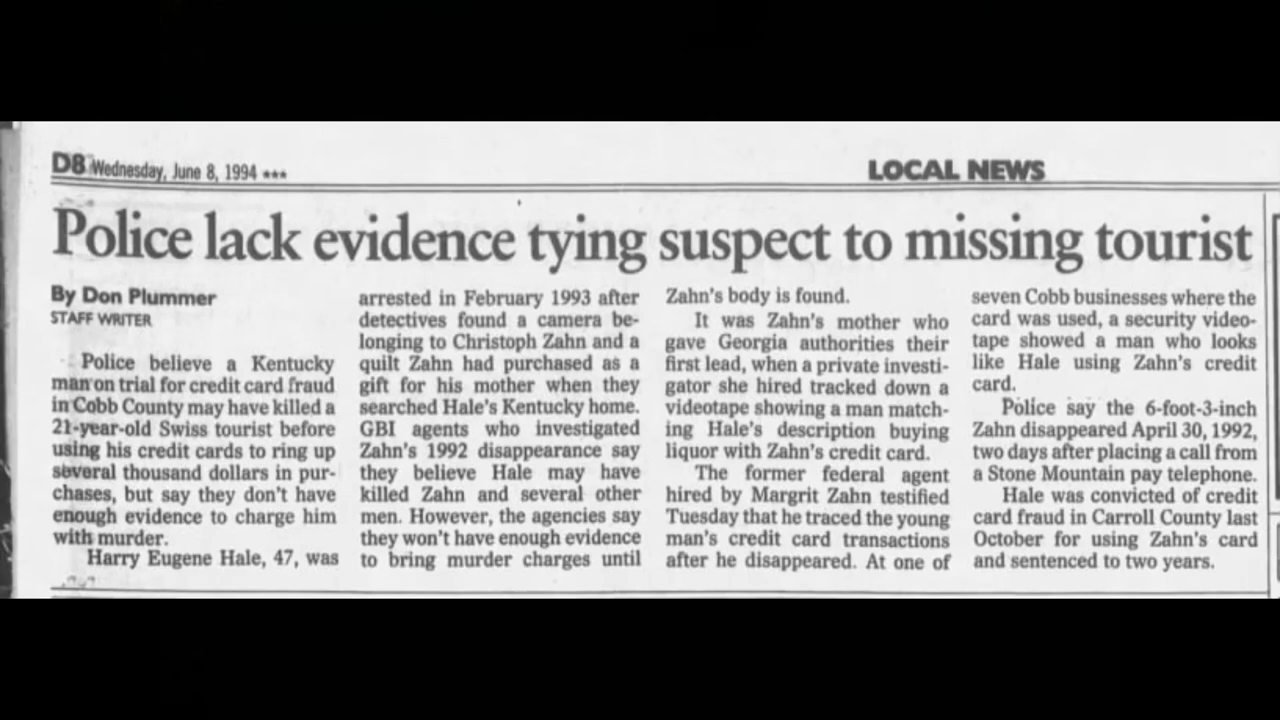 D8 Wednesday, June 8, 1994 ★★★
LOCAL NEWS
Police lack evidence tying suspect to missing tourist
By Don Plummer
STAFF WRITER
Police believe a Kentucky
man on trial for credit card fraud
in Cobb County may have killed a
21-year-old Swiss tourist before
using his credit cards to ring up
several thousand dollars in pur-
chases, but say they don't have
enough evidence to charge him
with murder.
Harry Eugene Hale, 47, was
arrested in February 1993 after
detectives found a camera be-
longing to Christoph Zahn and a
quilt Zahn had purchased as a
gift for his mother when they
searched Hale's Kentucky home.
GBI agents who investigated
Zahn's 1992 disappearance say
they believe Hale may have
killed Zahn and several other
men. However, the agencies say
they won't have enough evidence
to bring murder charges until
Zahn's body is found.
It was Zahn's mother who
gave Georgia authorities their
first lead, when a private investi-
gator she hired tracked down a
videotape showing a man match-
ing Hale's description buying
liquor with Zahn's credit card.
The former federal agent
hired by Margrit Zahn testified
Tuesday that he traced the young
man's credit card transactions
after he disappeared. At one of
seven Cobb businesses where the
card was used, a security video-
tape showed a man who looks
like Hale using Zahn's credit
card.
Police say the 6-foot-3-inch
Zahn disappeared April 30, 1992,
two days after placing a call from
a Stone Mountain pay telephone.
Hale was convicted of credit
card fraud in Carroll County last
October for using Zahn's card
and sentenced to two years.